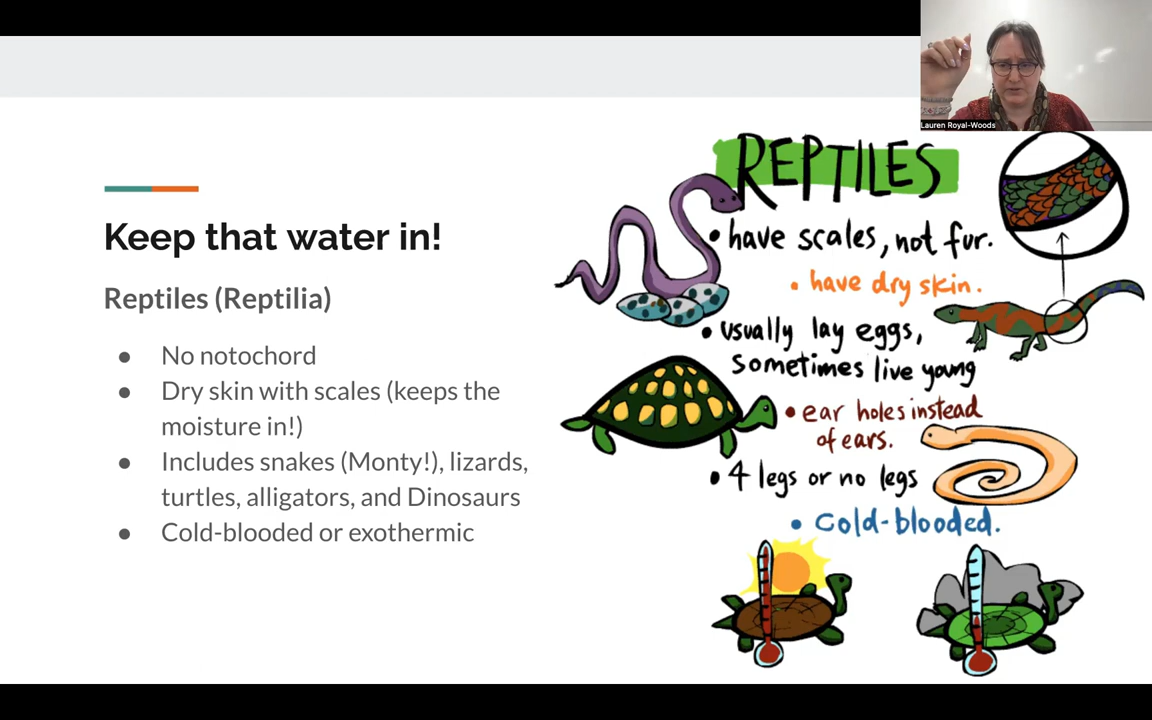 Lauren Royal-Woods
Keep that water in!
Reptiles (Reptilia)
● No notochord
● Dry skin with scales (keeps the
moisture in!)
● Includes snakes (Monty!), lizards,
turtles, alligators, and Dinosaurs
● Cold-blooded or exothermic
REPTILES
• have scales, not fur.
• have dry skin.
• usually lay eggs,
sometimes live young
• ear holes instead
of ears.
• 4 legs or no legs
• Cold-blooded.